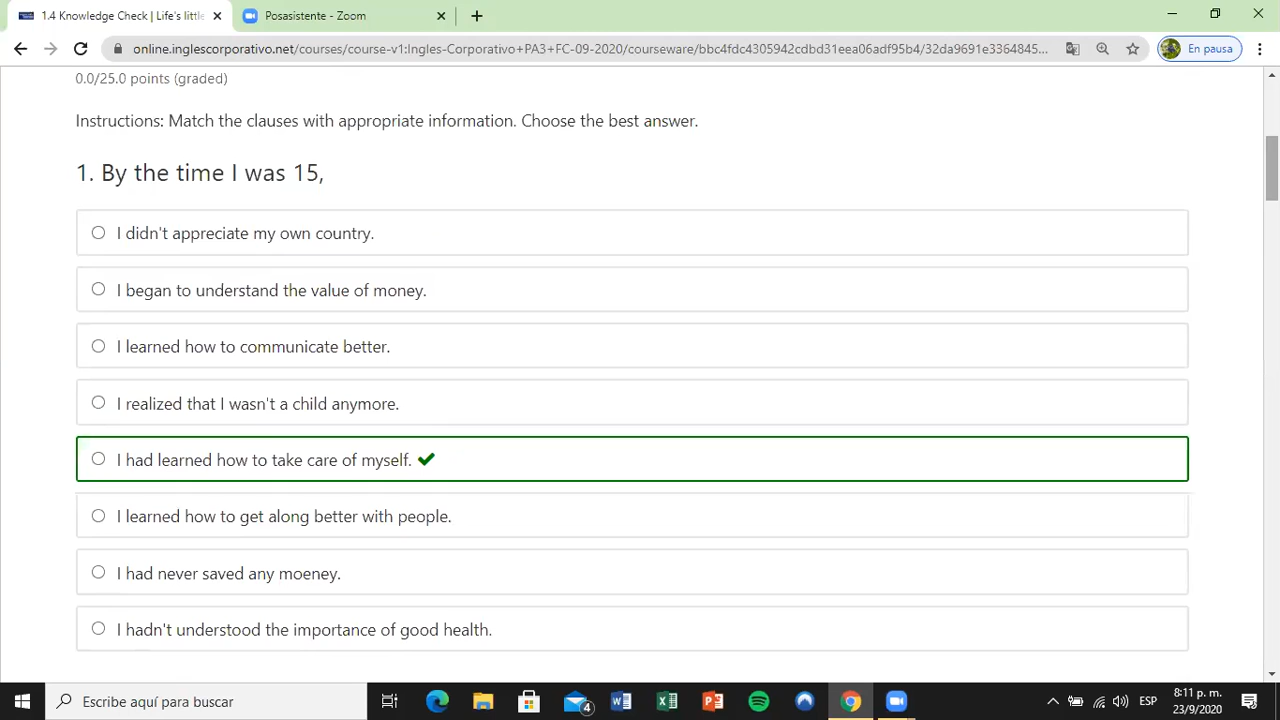 1.4 Knowledge Check | Life's little
Posasistente - Zoom
online.inglescorporativo.net/courses/course-v1:Ingles-Corporativo+PA3+FC-09-2020/courseware/bbc4fdc4305942cdbd31eea06adf95b4/32da9691e3364845...
En pausa
0.0/25.0 points (graded)
Instructions: Match the clauses with appropriate information. Choose the best answer.
1. By the time I was 15,
I didn't appreciate my own country.
I began to understand the value of money.
I learned how to communicate better.
I realized that I wasn't a child anymore.
I had learned how to take care of myself.
I learned how to get along better with people.
I had never saved any moeney.
I hadn't understood the importance of good health.
Escribe aquí para buscar
4
ESP
8:11 p. m.
23/9/2020